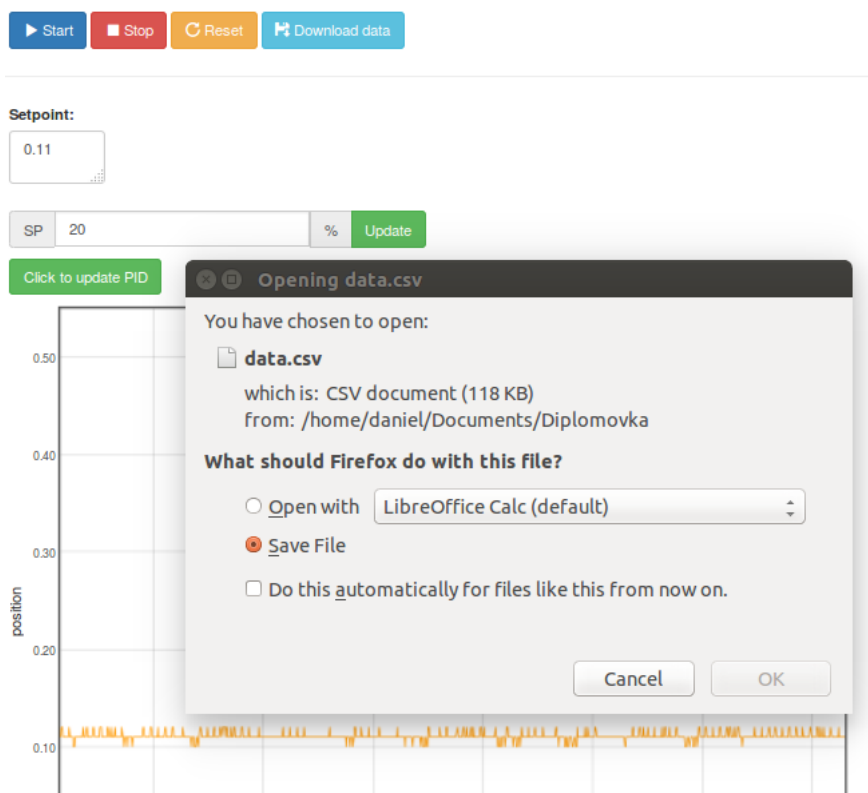 Start Stop Reset Download data
Setpoint:
0.11
SP 20 % Update
Click to update PID
Opening data.csv
You have chosen to open:
data.csv
which is: CSV document (118 KB)
from: /home/daniel/Documents/Diplomovka
What should Firefox do with this file?
Open with LibreOffice Calc (default)
Save File
Do this automatically for files like this from now on.
Cancel OK
0.50
0.40
0.30
0.20
0.10
position